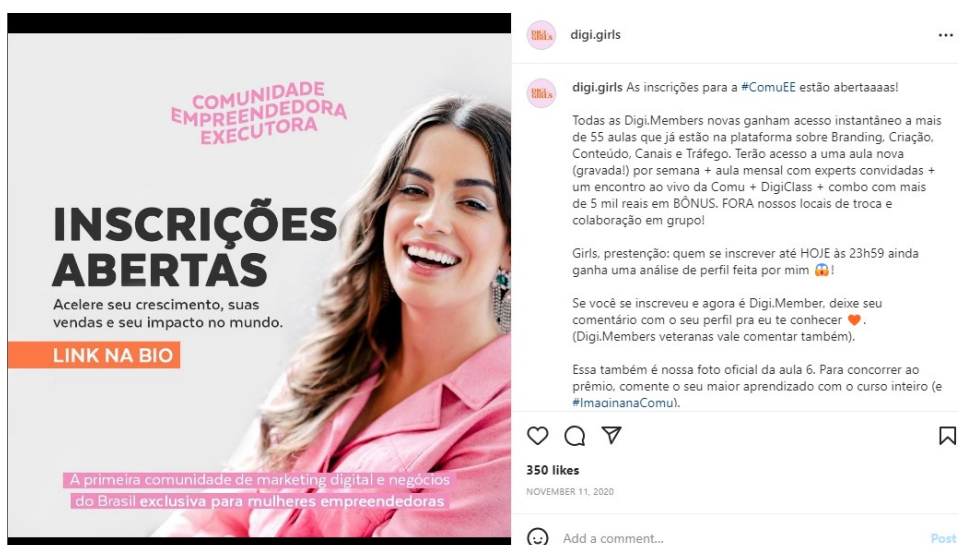 COMUNIDADE
EMPREENDEDORA
EXECUTORA
INSCRIÇÕES
ABERTAS
Acelere seu crescimento, suas
vendas e seu impacto no mundo.
LINK NA BIO
A primeira comunidade de marketing digital e negócios
do Brasil exclusiva para mulheres empreendedoras
DIGI
GIRLS
digi.girls
DIGI
GIRLS
digi.girls As inscrições para a #ComuEE estão abertaaaas!
Todas as Digi.Members novas ganham acesso instantâneo a mais
de 55 aulas que já estão na plataforma sobre Branding, Criação,
Conteúdo, Canais e Tráfego. Terão acesso a uma aula nova
(gravada!) por semana + aula mensal com experts convidadas +
um encontro ao vivo da Comu + DigiClass + combo com mais
de 5 mil reais em BÔNUS. FORA nossos locais de troca e
colaboração em grupo!
Girls, prestenção: quem se inscrever até HOJE às 23h59 ainda
ganha uma análise de perfil feita por mim 😱!
Se você se inscreveu e agora é Digi.Member, deixe seu
comentário com o seu perfil pra eu te conhecer 🧡.
(Digi.Members veteranas vale comentar também).
Essa também é nossa foto oficial da aula 6. Para concorrer ao
prêmio, comente o seu maior aprendizado com o curso inteiro (e
#ImaginanaComu).
350 likes
NOVEMBER 11, 2020
Add a comment...
Post